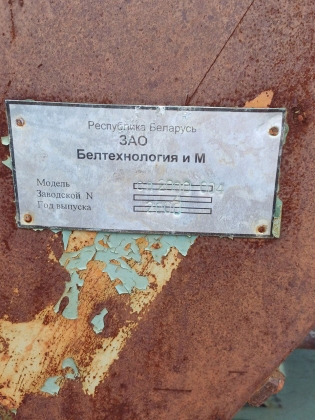 Республика Беларусь
ЗАО
Белтехнология и М
Модель
Заводской N
Год выпуска